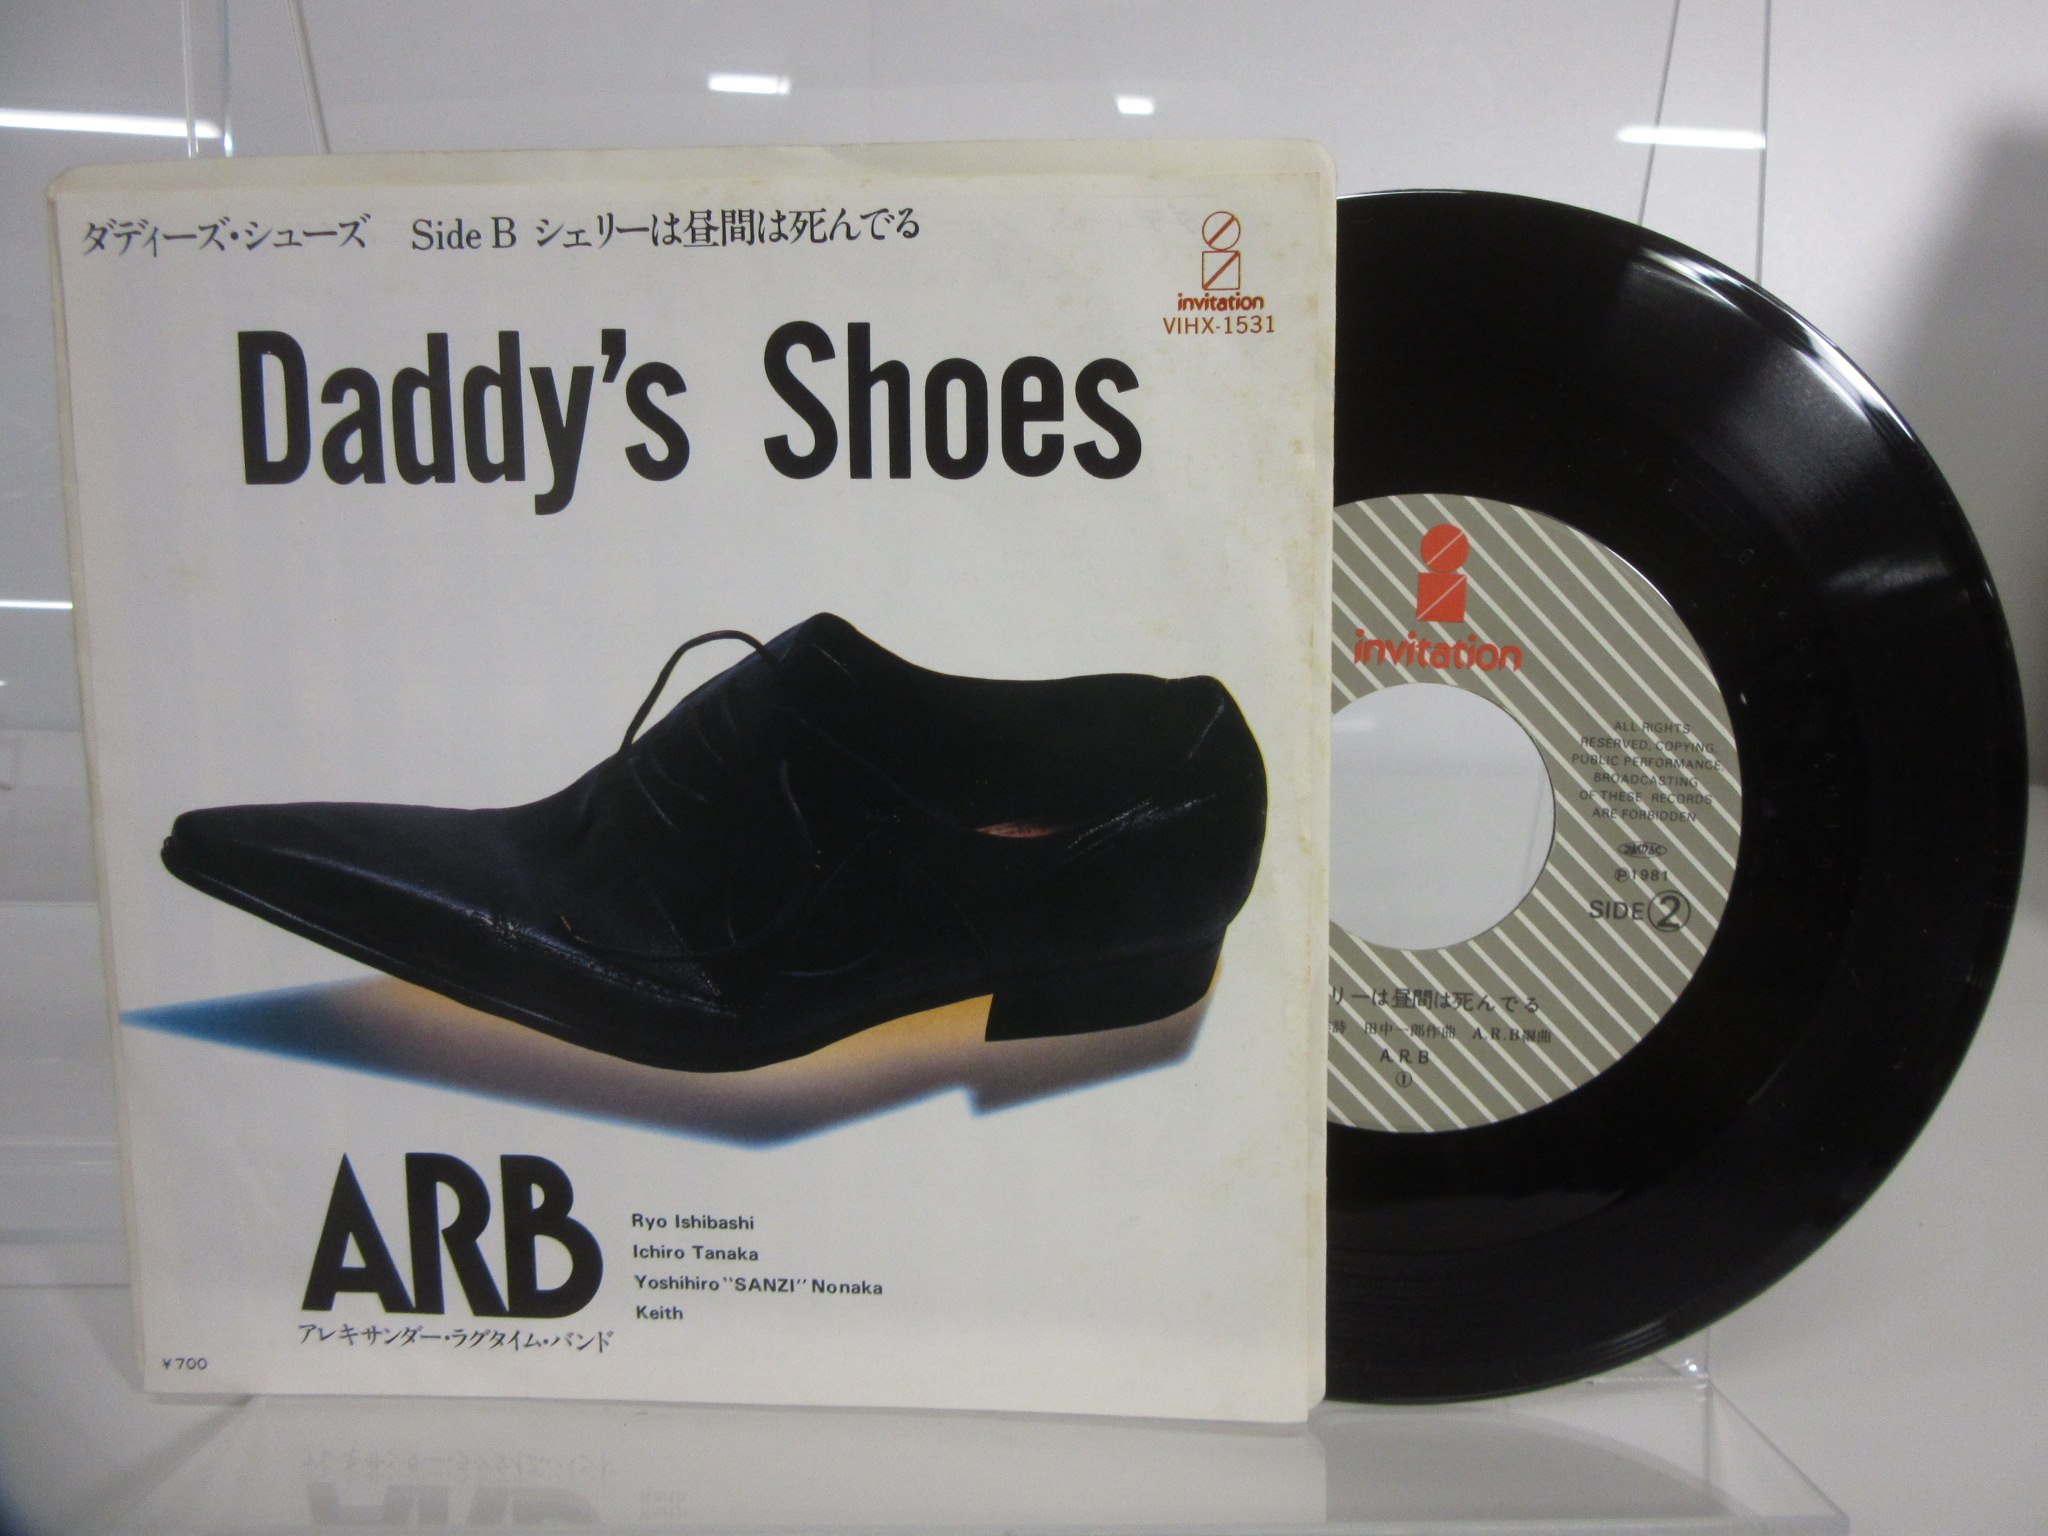 ダディーズ・シューズ Side B シェリーは昼間は死んでる
invitation
VIHX-1531
Daddy's Shoes
ARB
アレキサンダー・ラグタイム・バンド
Ryo Ishibashi
Ichiro Tanaka
Yoshihiro "SANZI" Nonaka
Keith
¥700
invitation
ALL RIGHTS
RESERVED. COPYING
PUBLIC PERFORMANCE,
BROADCASTING
OF THESE RECORDS
ARE FORBIDDEN
℗1981
SIDE ②
リーは昼間は死んでる
詩 田中一郎作曲 A.R.B編曲
A.R.B
①